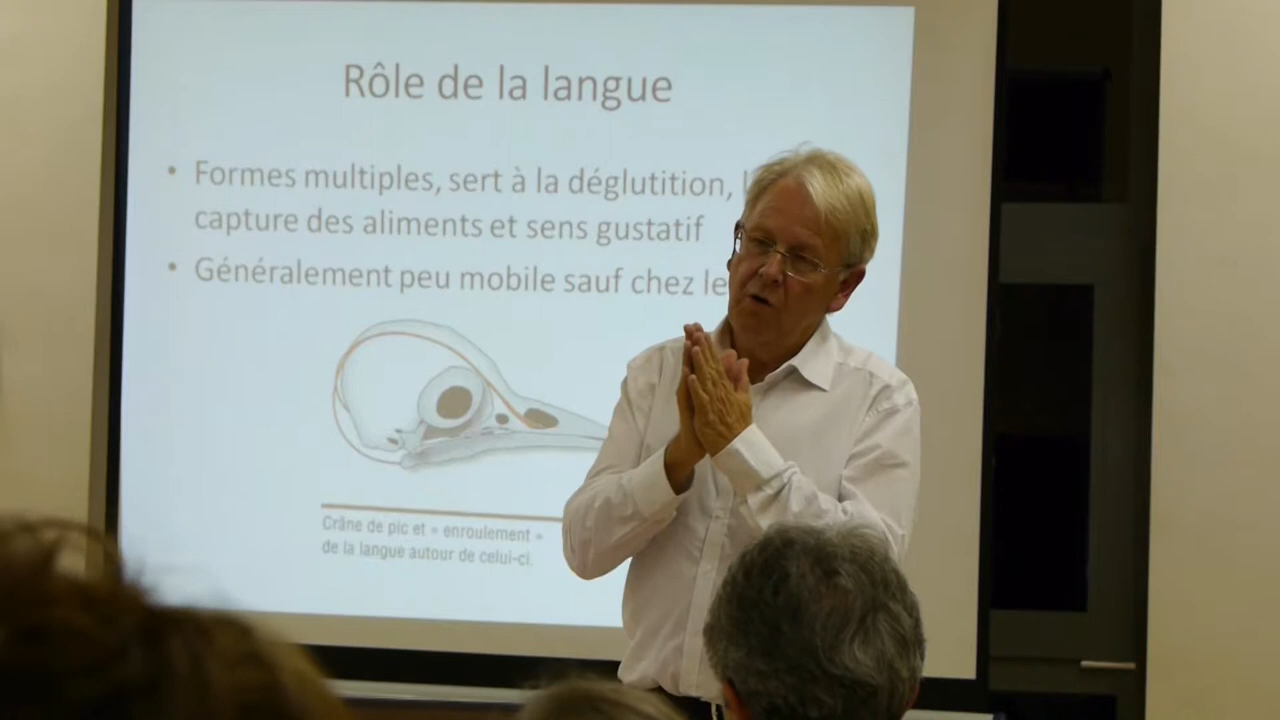 Rôle de la langue
• Formes multiples, sert à la déglutition,
capture des aliments et sens gustatif
• Généralement peu mobile sauf chez le
Crâne de pic et « enroulement »
de la langue autour de celui-ci.